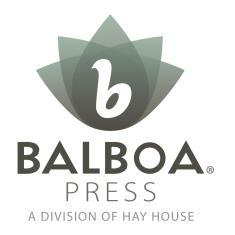 b
BALBOA®
PRESS
A DIVISION OF HAY HOUSE